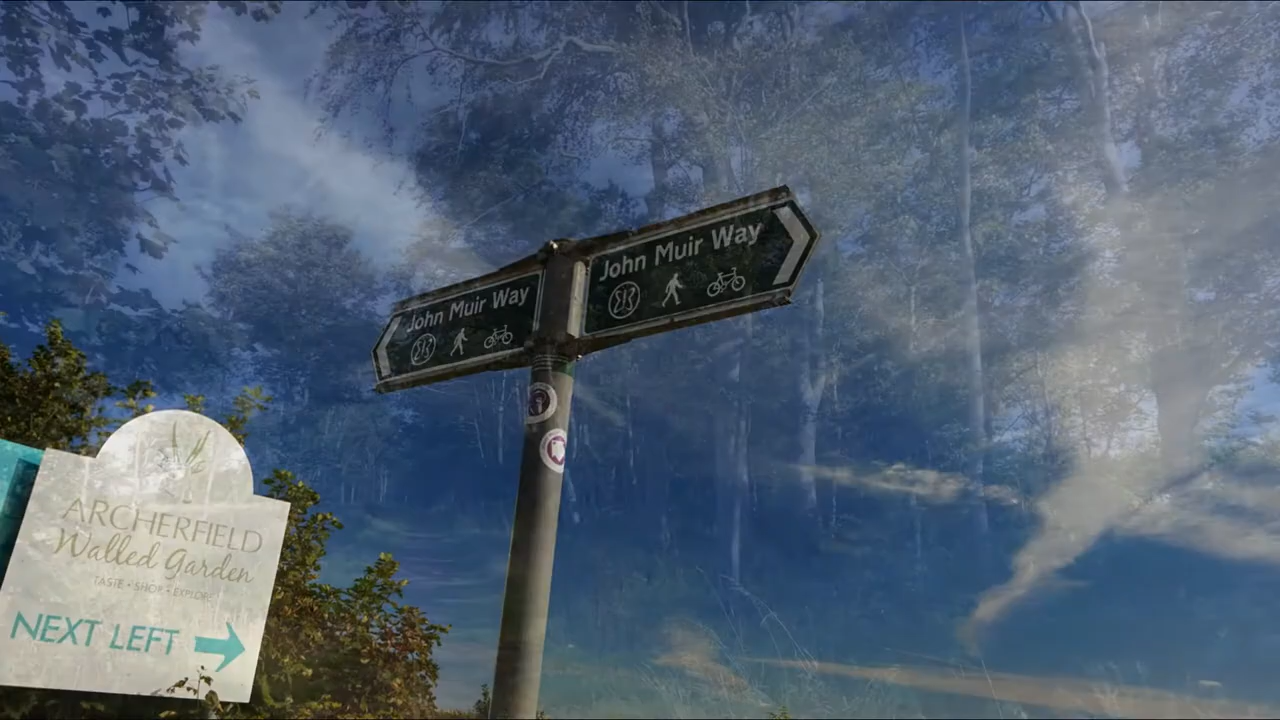 John Muir Way
John Muir Way
ARCHERFIELD
Walled Garden
TASTE • SHOP • EXPLORE
NEXT LEFT